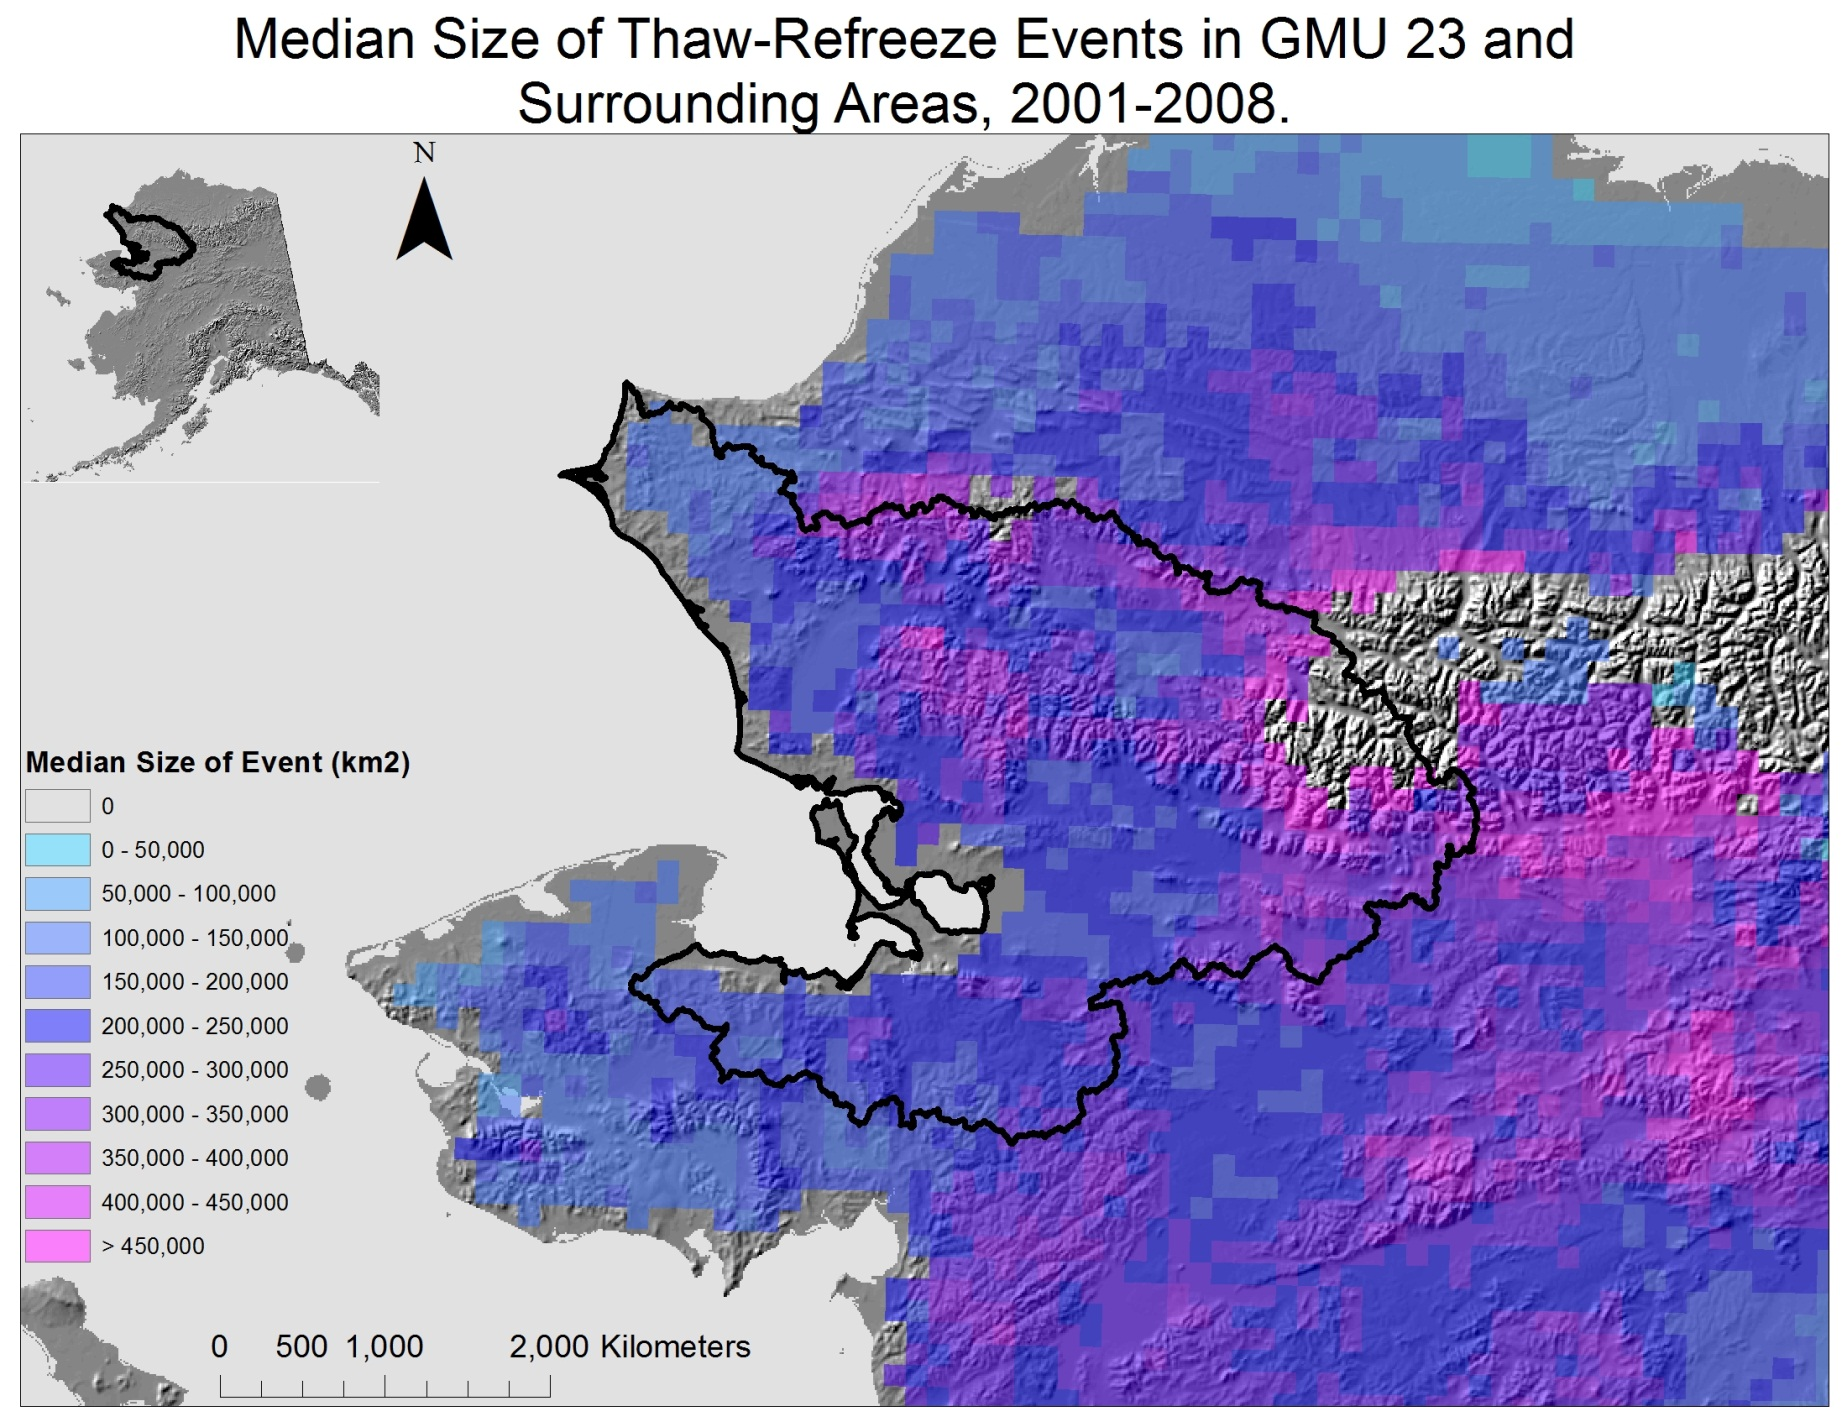 Median Size of Thaw-Refreeze Events in GMU 23 and
Surrounding Areas, 2001-2008.
N
Median Size of Event (km2)
0
0 - 50,000
50,000 - 100,000
100,000 - 150,000
150,000 - 200,000
200,000 - 250,000
250,000 - 300,000
300,000 - 350,000
350,000 - 400,000
400,000 - 450,000
> 450,000
0 500 1,000 2,000 Kilometers